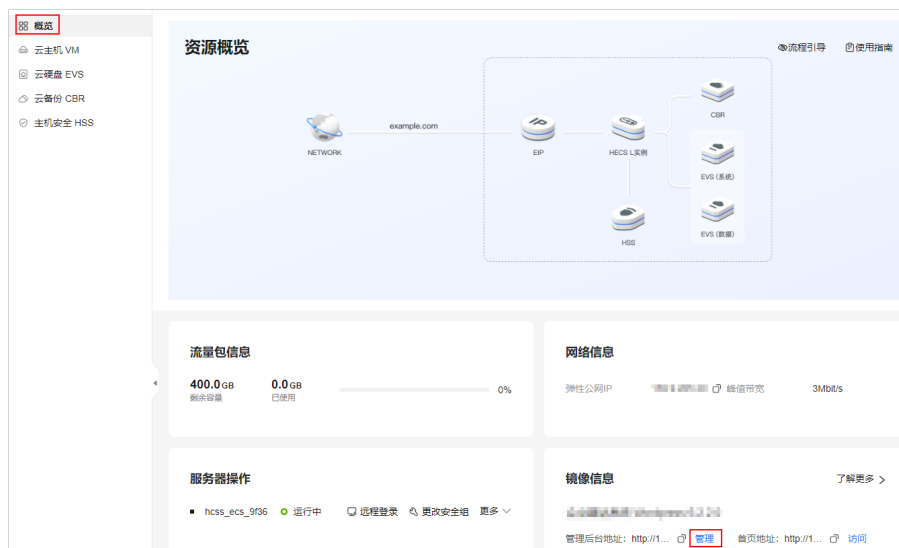 概览
云主机 VM
云硬盘 EVS
云备份 CBR
主机安全 HSS
资源概览
流程引导 使用指南
NETWORK
example.com
EIP
HECS L实例
CBR
EVS (系统)
EVS (数据)
HSS
流量包信息
400.0 GB 0.0 GB
剩余容量 已使用
0%
网络信息
弹性公网IP 峰值带宽 3Mbit/s
服务器操作
hcss_ecs_9f36 运行中 远程登录 更改安全组 更多
镜像信息 了解更多
管理后台地址: http://1... 管理 首页地址: http://1... 访问